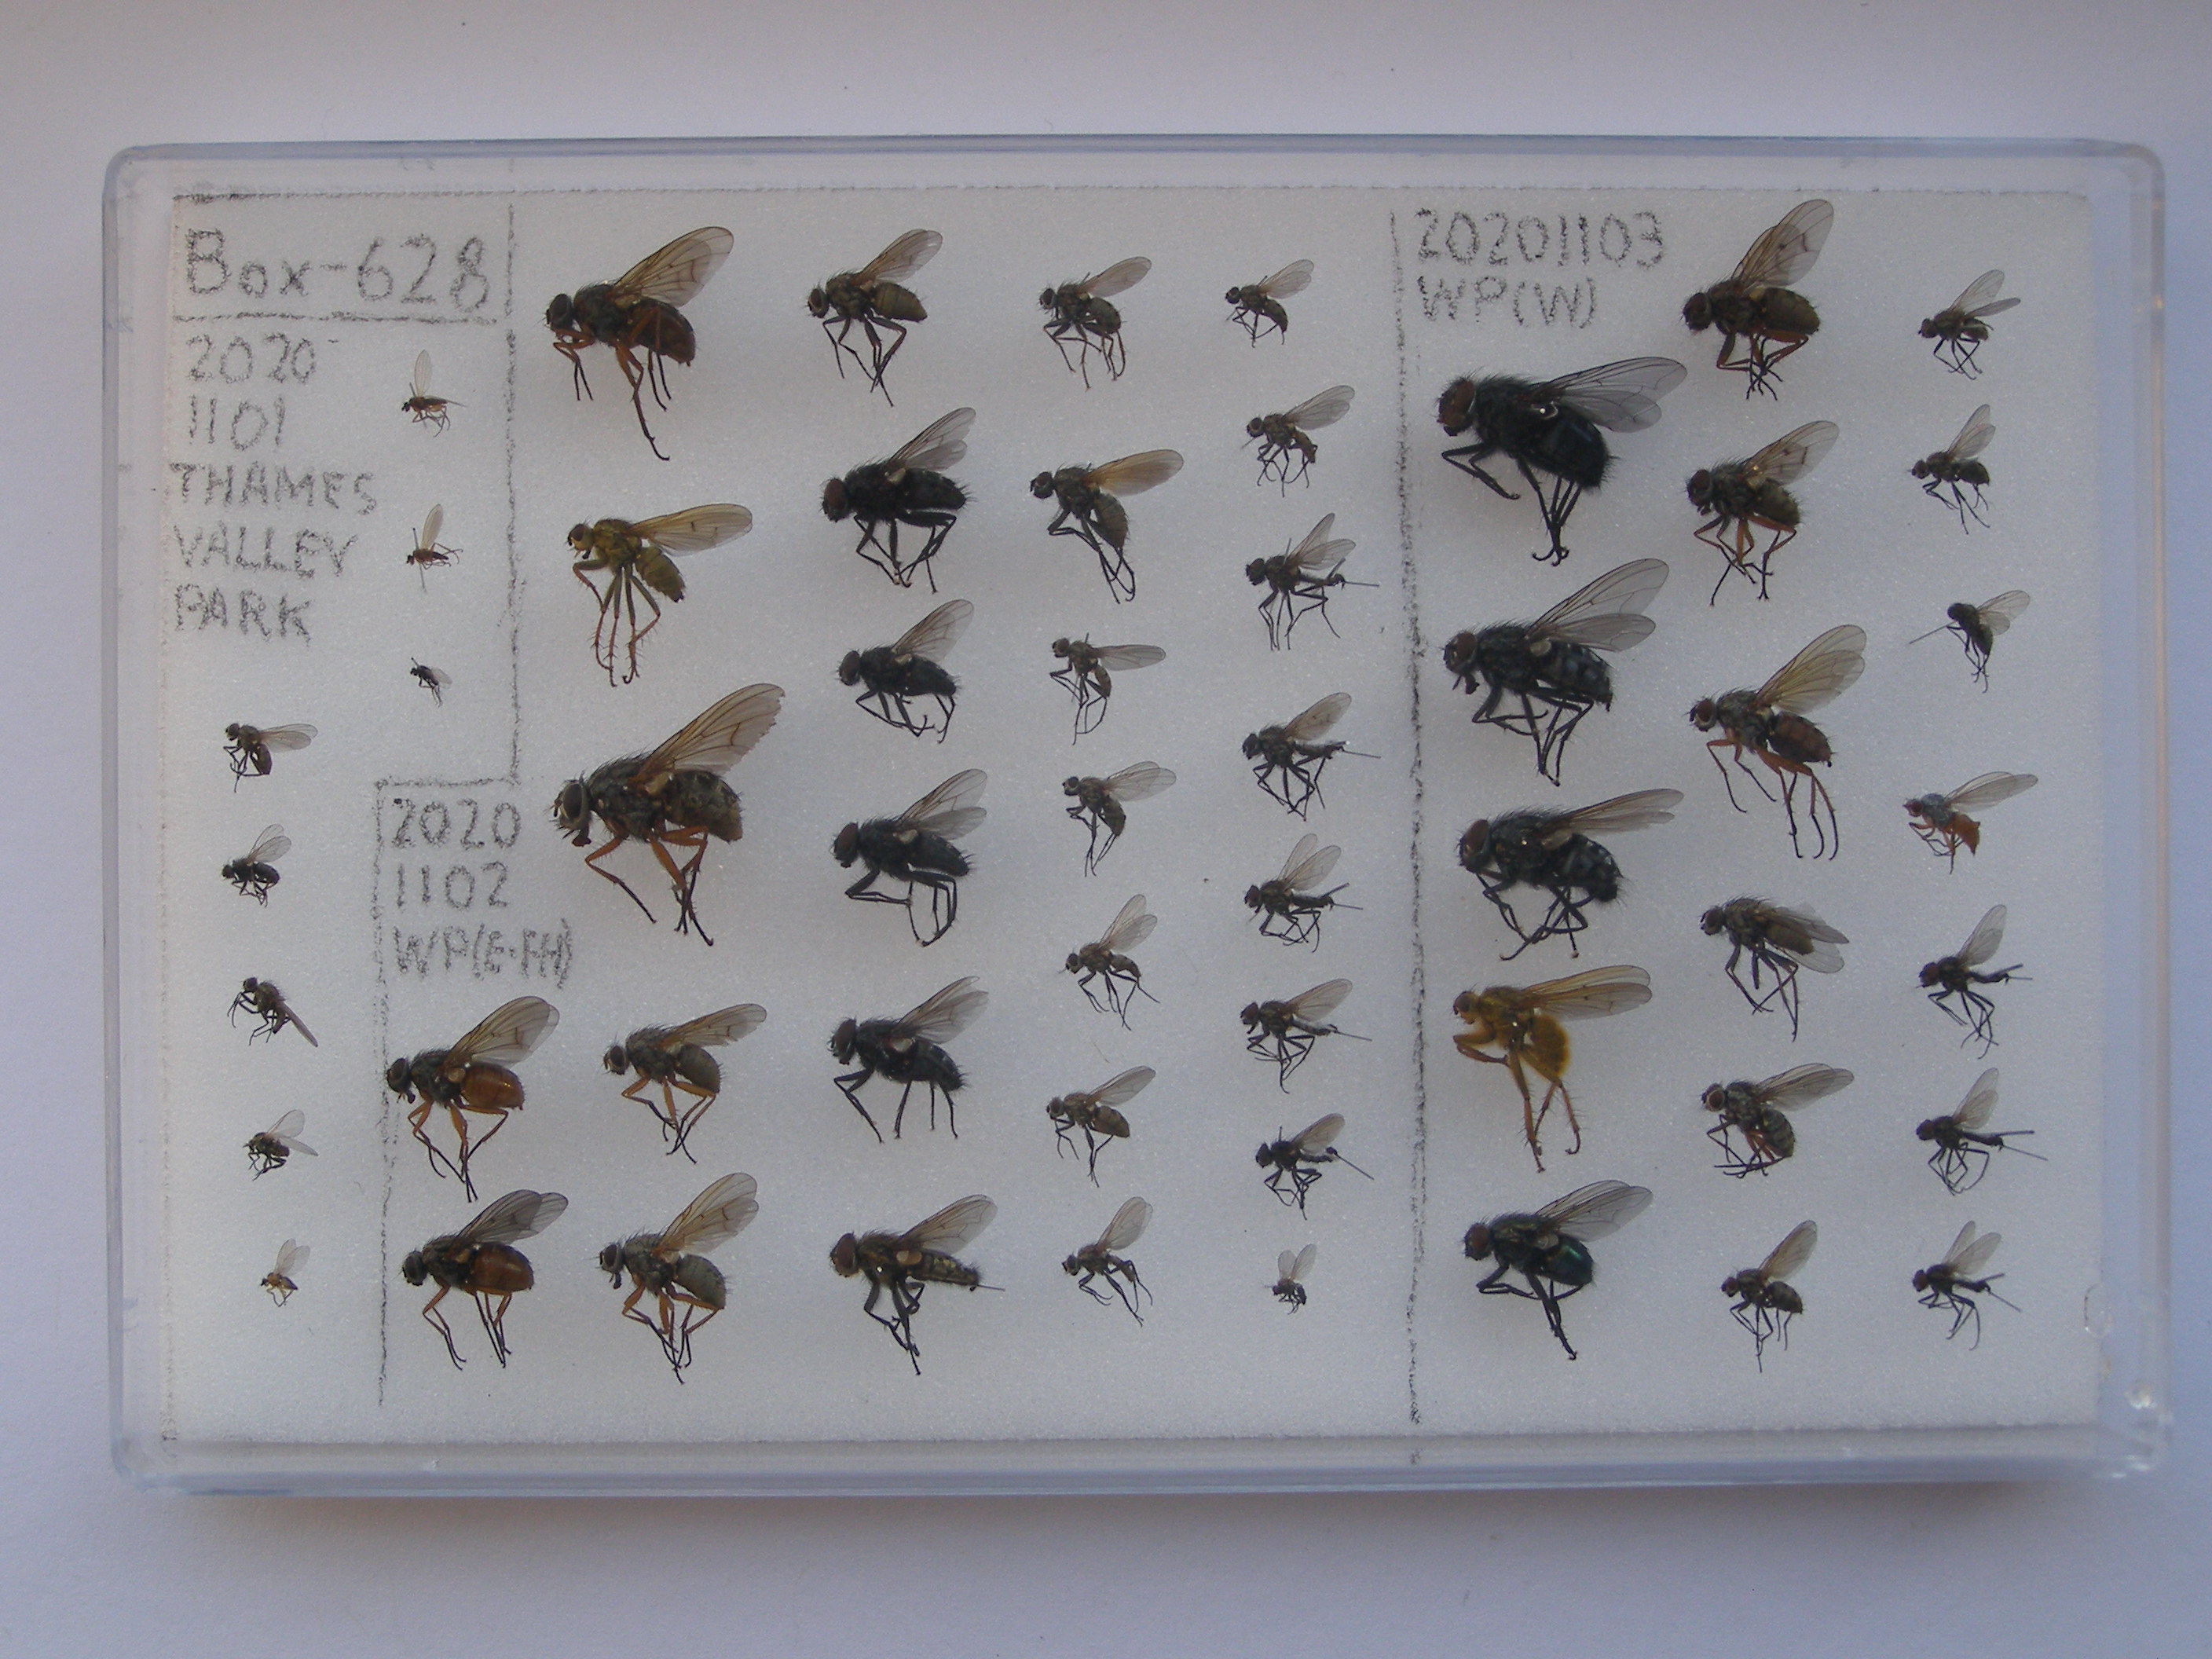 Box-628
2020
1101
THAMES
VALLEY
PARK
2020
1102
WP(E·FH)
20201103
WP(W)